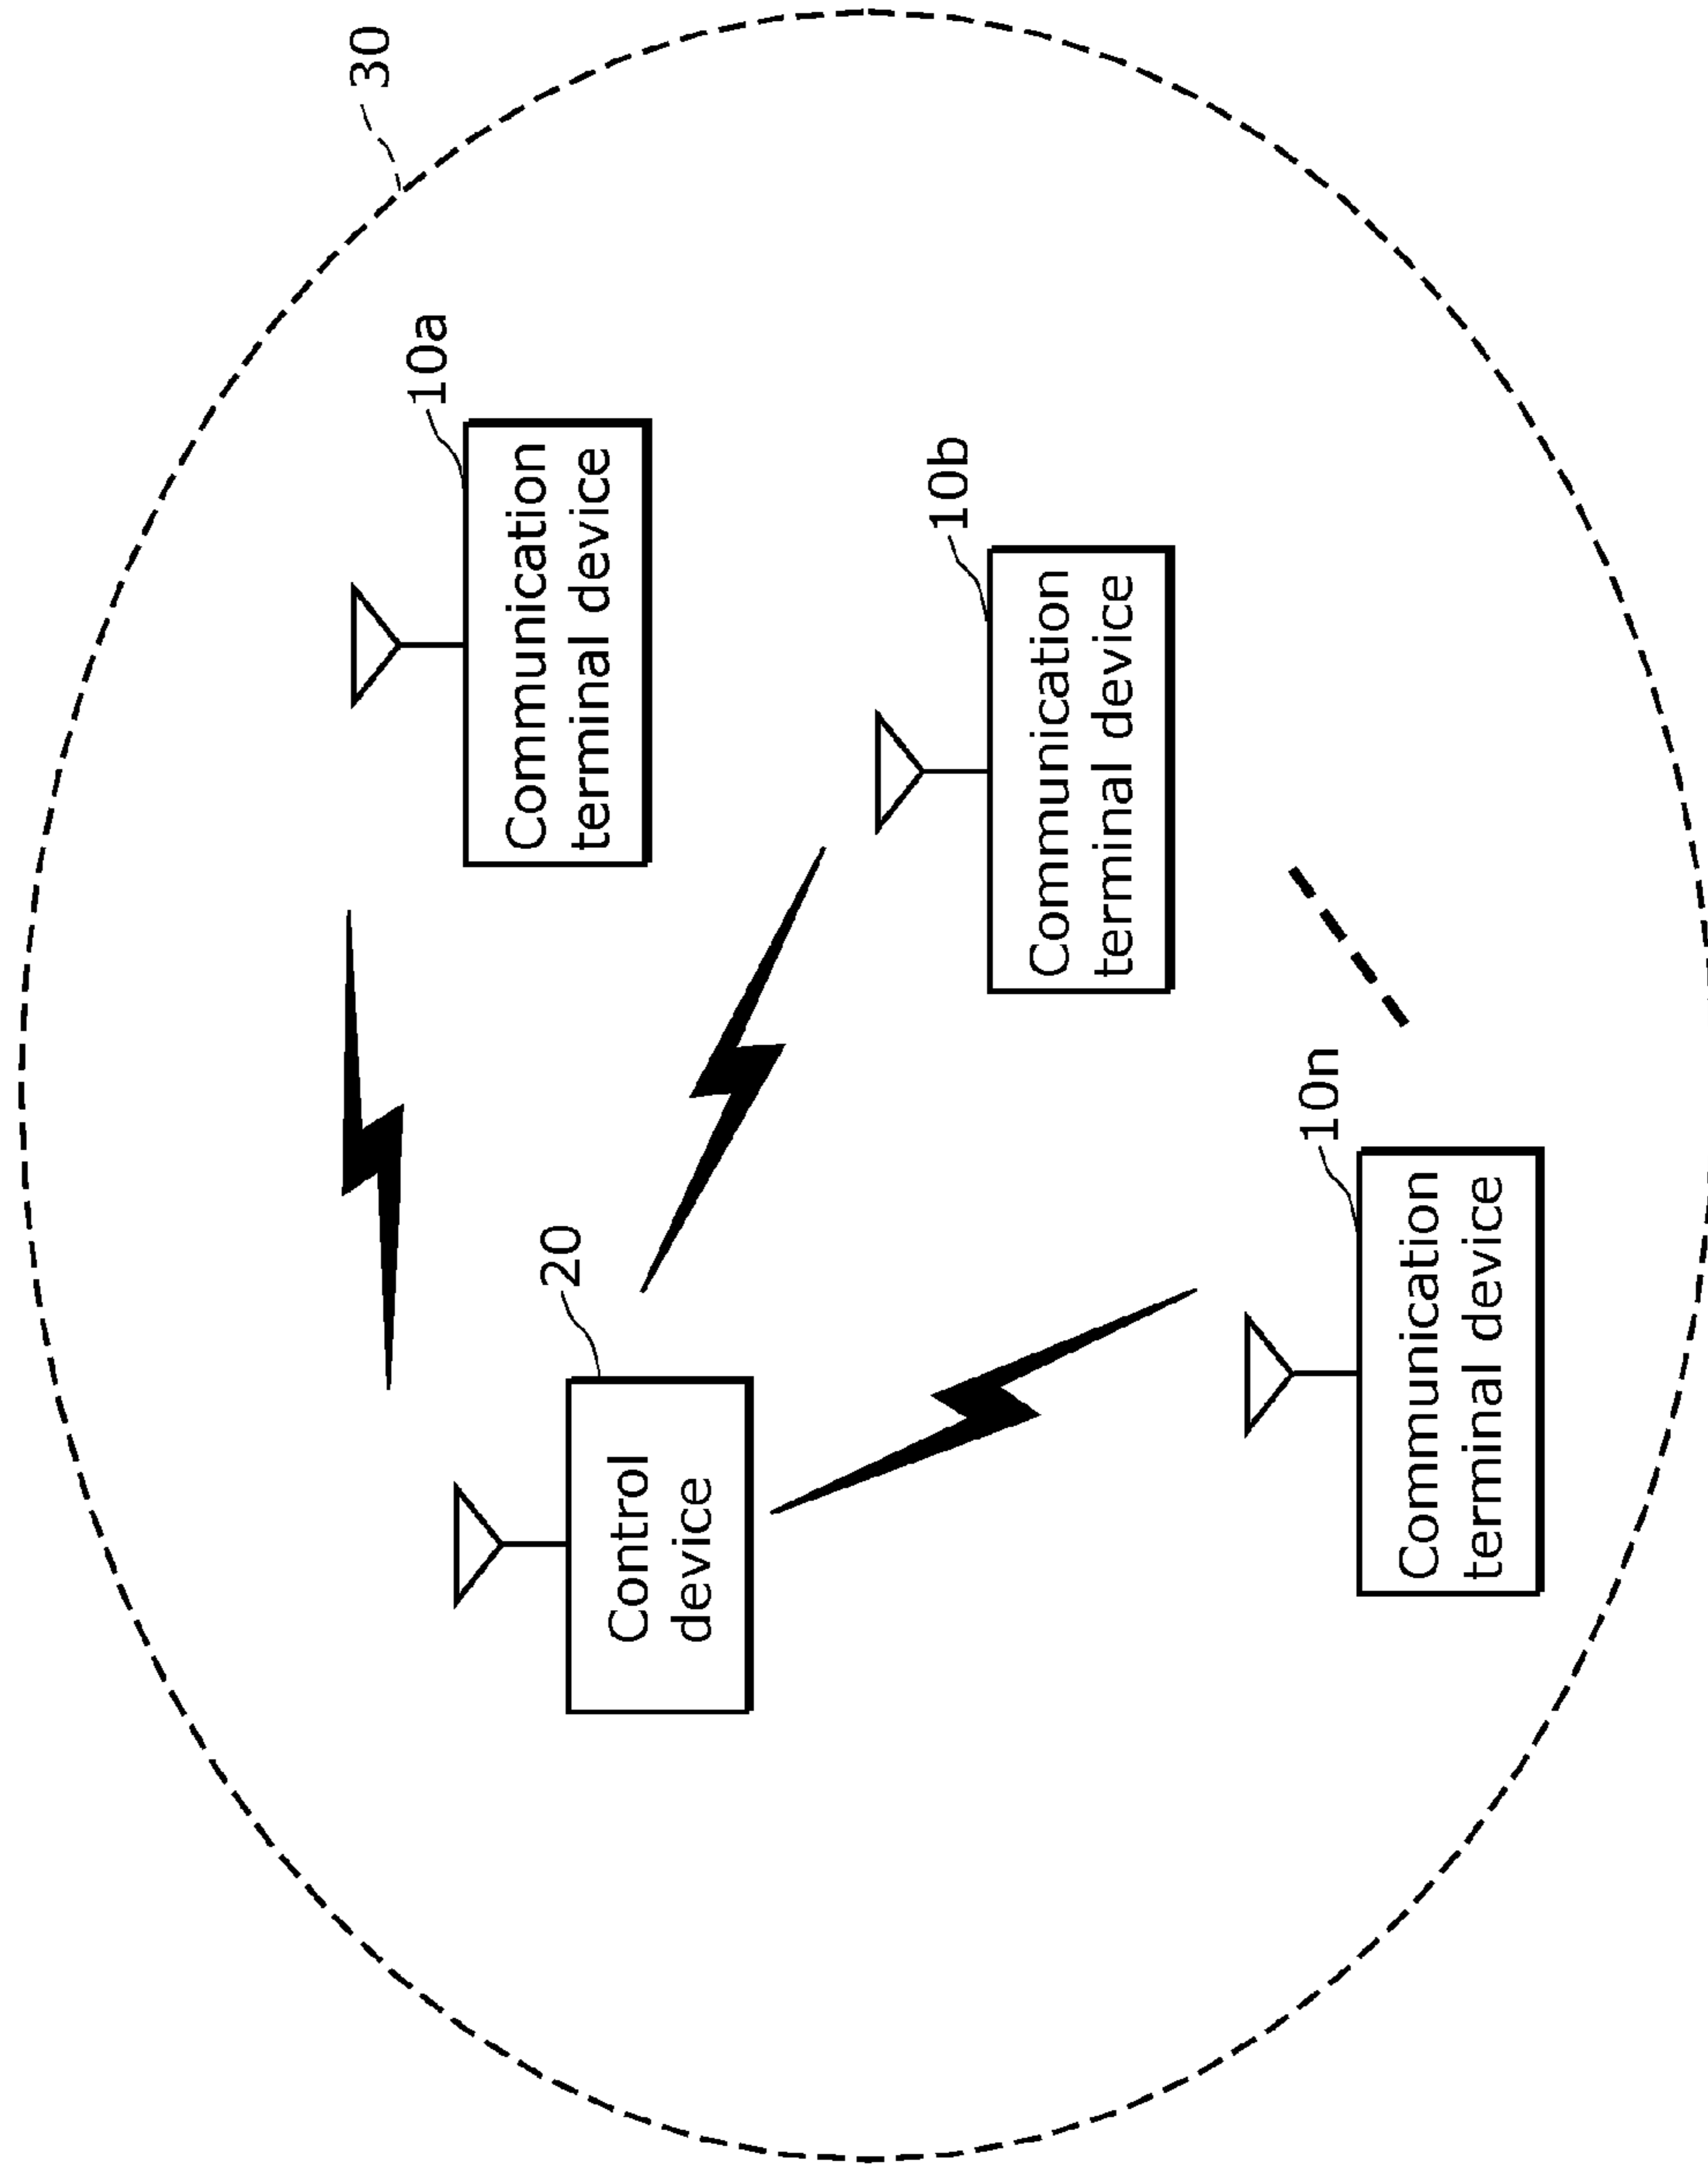 30
10a
Communication
terminal device
20
Control
device
10b
Communication
terminal device
10n
Communication
terminal device